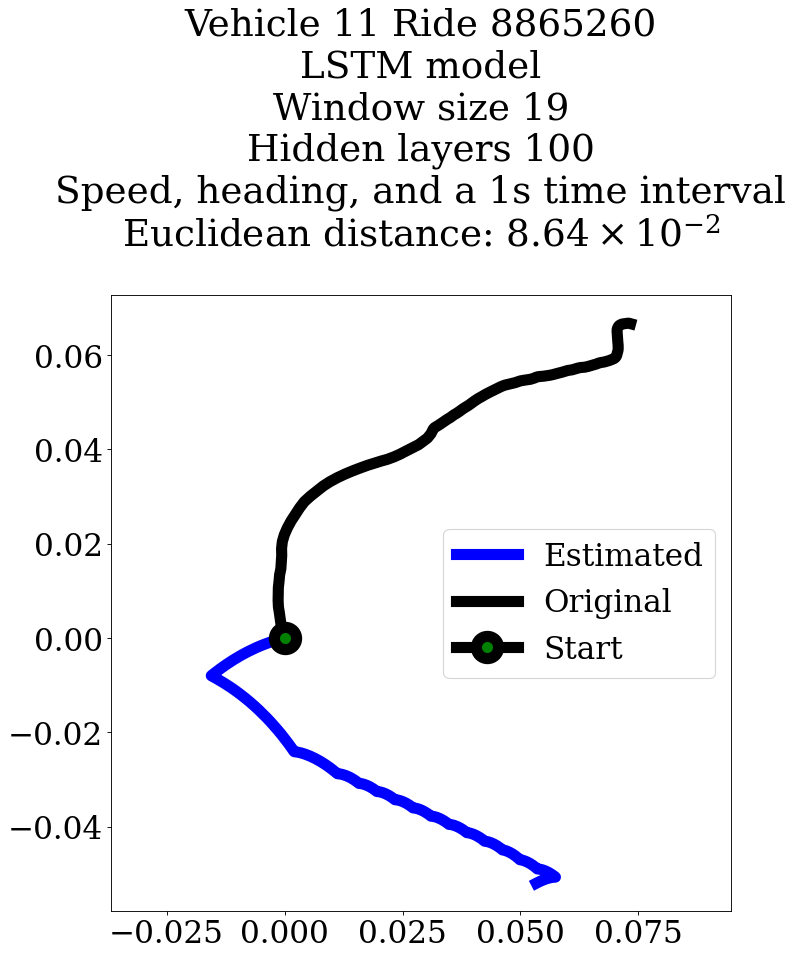 Vehicle 11 Ride 8865260
LSTM model
Window size 19
Hidden layers 100
Speed, heading, and a 1s time interval
Euclidean distance: 8.64 × 10⁻²
0.06
0.04
0.02
0.00
−0.02
−0.04
Estimated
Original
Start
−0.025 0.000 0.025 0.050 0.075